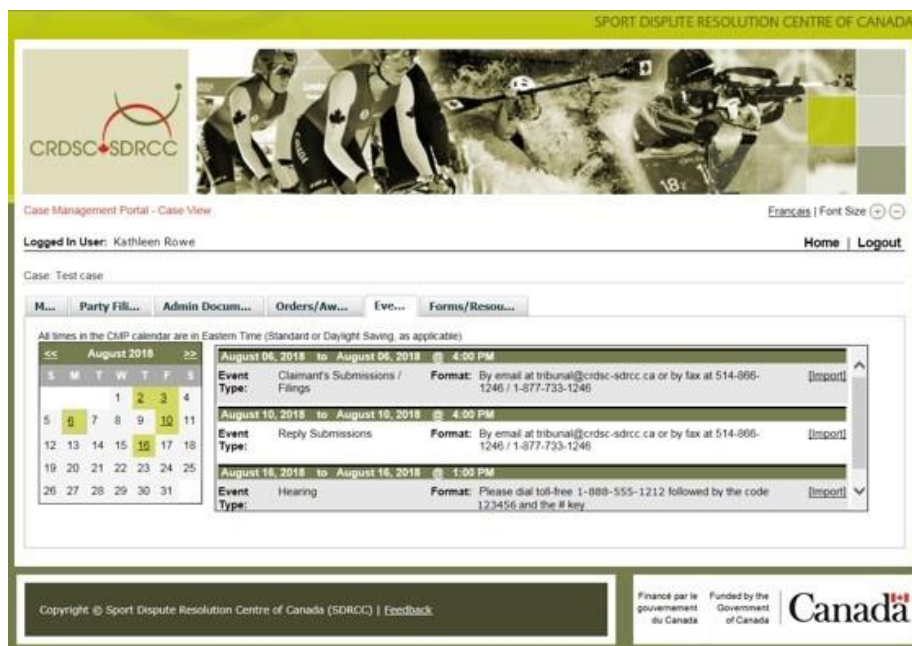 SPORT DISPUTE RESOLUTION CENTRE OF CANADA
CRDSC SDRCC
18
Case Management Portal - Case View
Français | Font Size + -
Logged In User: Kathleen Rowe
Home | Logout
Case: Test case
M... Party Fili... Admin Docum... Orders/Aw... Eve... Forms/Resou...
All times in the CMP calendar are in Eastern Time (Standard or Daylight Saving, as applicable)
<< August 2018 >>
S M T W T F S
1 2 3 4
5 6 7 8 9 10 11
12 13 14 15 16 17 18
19 20 21 22 23 24 25
26 27 28 29 30 31
August 06, 2018 to August 06, 2018 @ 4:00 PM
Event Claimant's Submissions / Format: By email at tribunal@crdsc-sdrcc.ca or by fax at 514-866- [Import]
Type: Filings 1246 / 1-877-733-1246
August 10, 2018 to August 10, 2018 @ 4:00 PM
Event Reply Submissions Format: By email at tribunal@crdsc-sdrcc.ca or by fax at 514-866- [Import]
Type: 1246 / 1-877-733-1246
August 16, 2018 to August 16, 2018 @ 1:00 PM
Event Hearing Format: Please dial toll-free 1-888-555-1212 followed by the code [Import]
Type: 123456 and the # key
Copyright © Sport Dispute Resolution Centre of Canada (SDRCC) | Feedback
Financé par le
gouvernement
du Canada
Funded by the
Government
of Canada
Canada